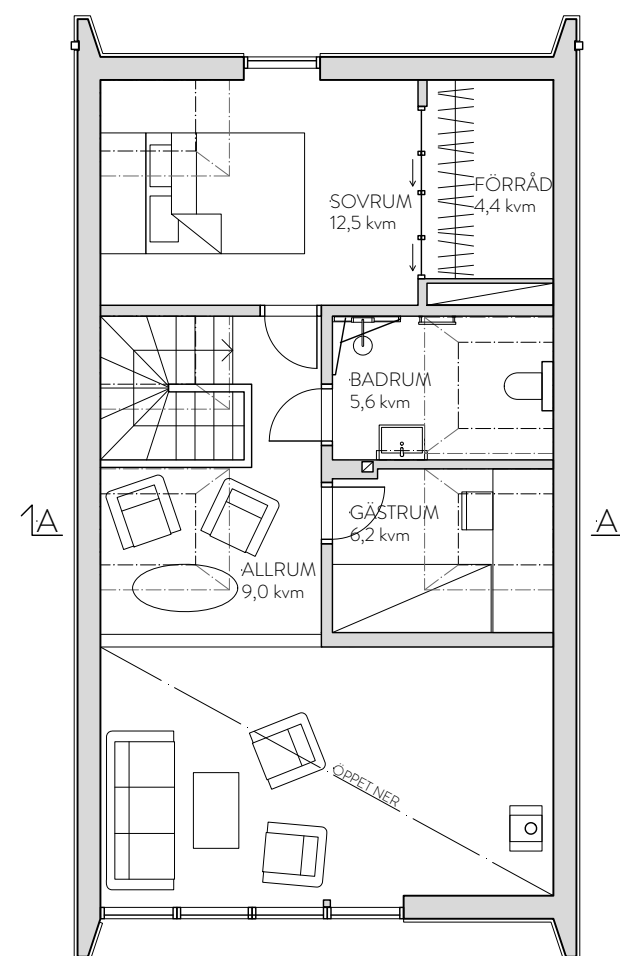 SOVRUM
12,5 kvm
FÖRRÅD
4,4 kvm
BADRUM
5,6 kvm
A
GÄSTRUM
6,2 kvm
A
ALLRUM
9,0 kvm
ÖPPET NER